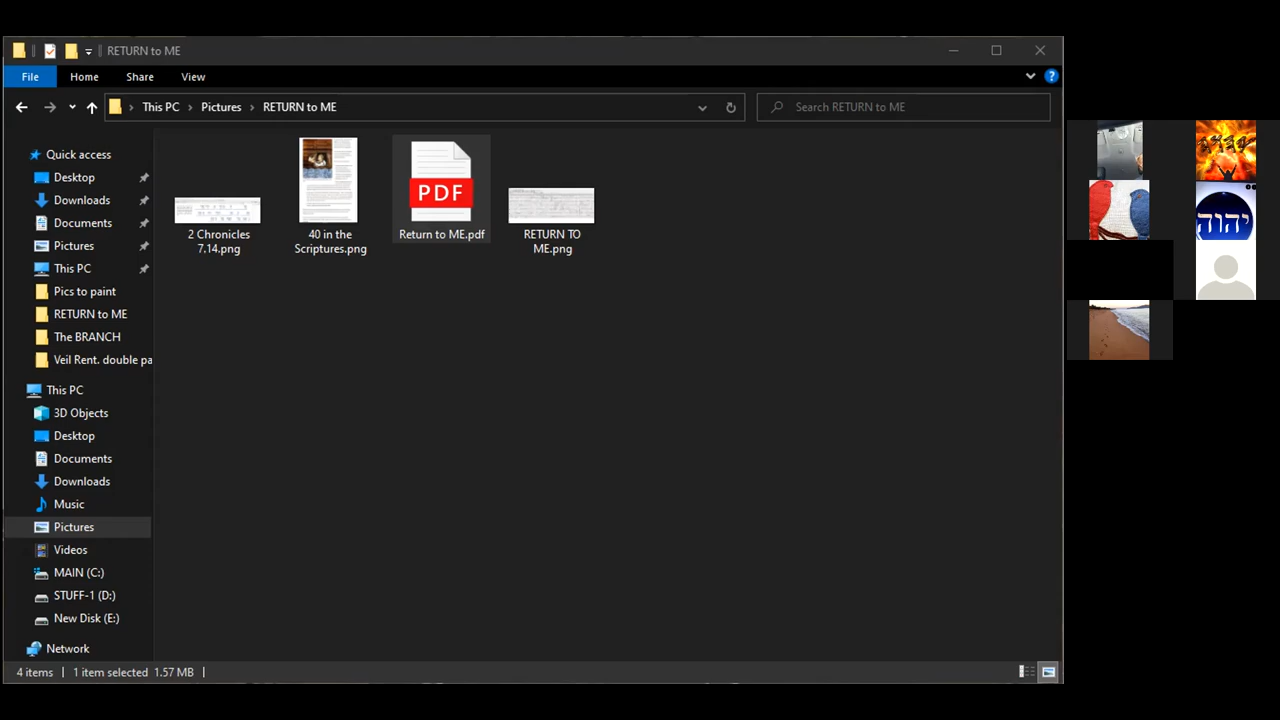 RETURN to ME
File Home Share View
This PC Pictures RETURN to ME
Search RETURN to ME
Quick access
Desktop
Downloads
Documents
Pictures
This PC
Pics to paint
RETURN to ME
The BRANCH
Veil Rent. double pa
This PC
3D Objects
Desktop
Documents
Downloads
Music
Pictures
Videos
MAIN (C:)
STUFF-1 (D:)
New Disk (E:)
Network
2 Chronicles
7.14.png
40 in the
Scriptures.png
PDF
Return to ME.pdf
RETURN TO
ME.png
4 items 1 item selected 1.57 MB
יהוה